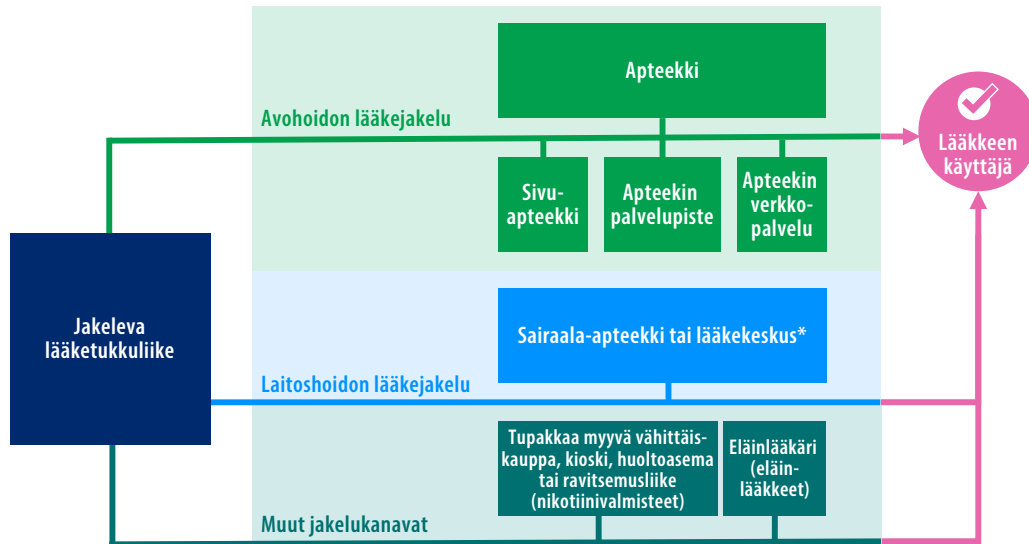 Apteekki
Avohoidon lääkejakelu
Lääkkeen
käyttäjä
Sivu-
apteekki
Apteekin
palvelupiste
Apteekin
verkko-
palvelu
Jakeleva
lääketukkuliike
Sairaala-apteekki tai lääkekeskus*
Laitoshoidon lääkejakelu
Tupakkaa myyvä vähittäis-
kauppa, kioski, huoltoasema
tai ravitsemusliike
(nikotiinivalmisteet)
Eläinlääkäri
(eläin-
lääkkeet)
Muut jakelukanavat